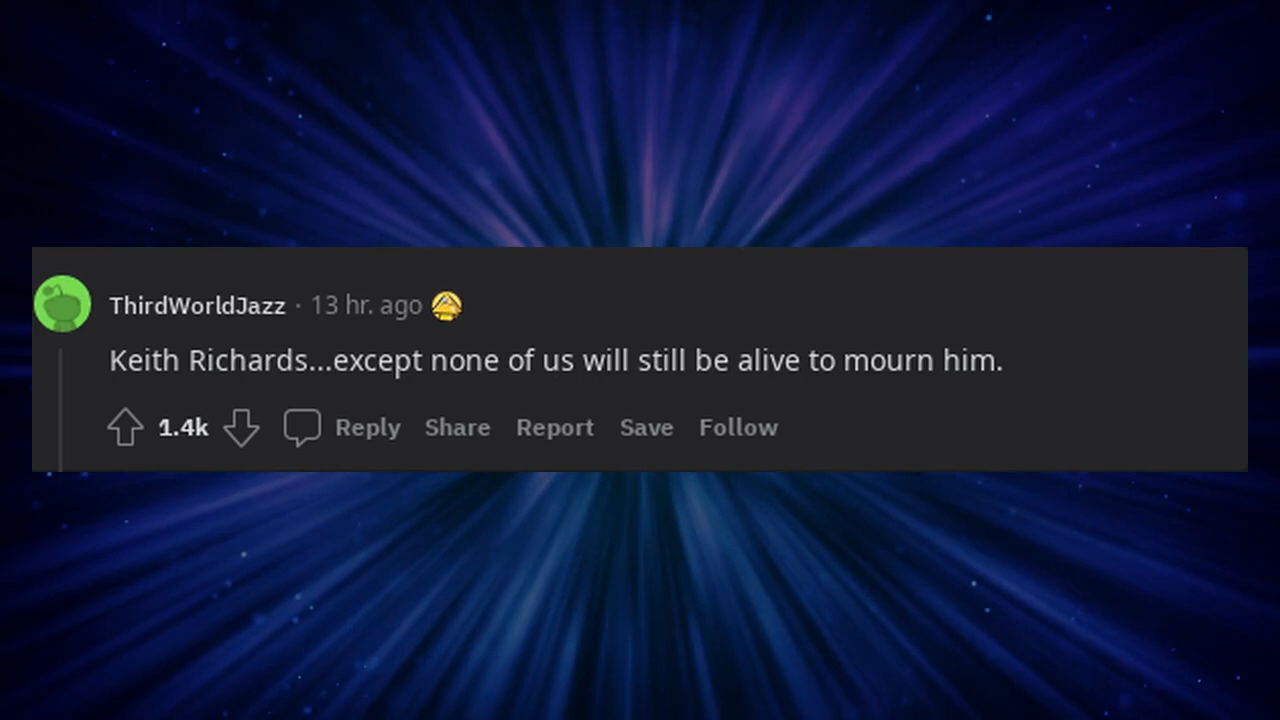 ThirdWorldJazz · 13 hr. ago
Keith Richards...except none of us will still be alive to mourn him.
1.4k Reply Share Report Save Follow